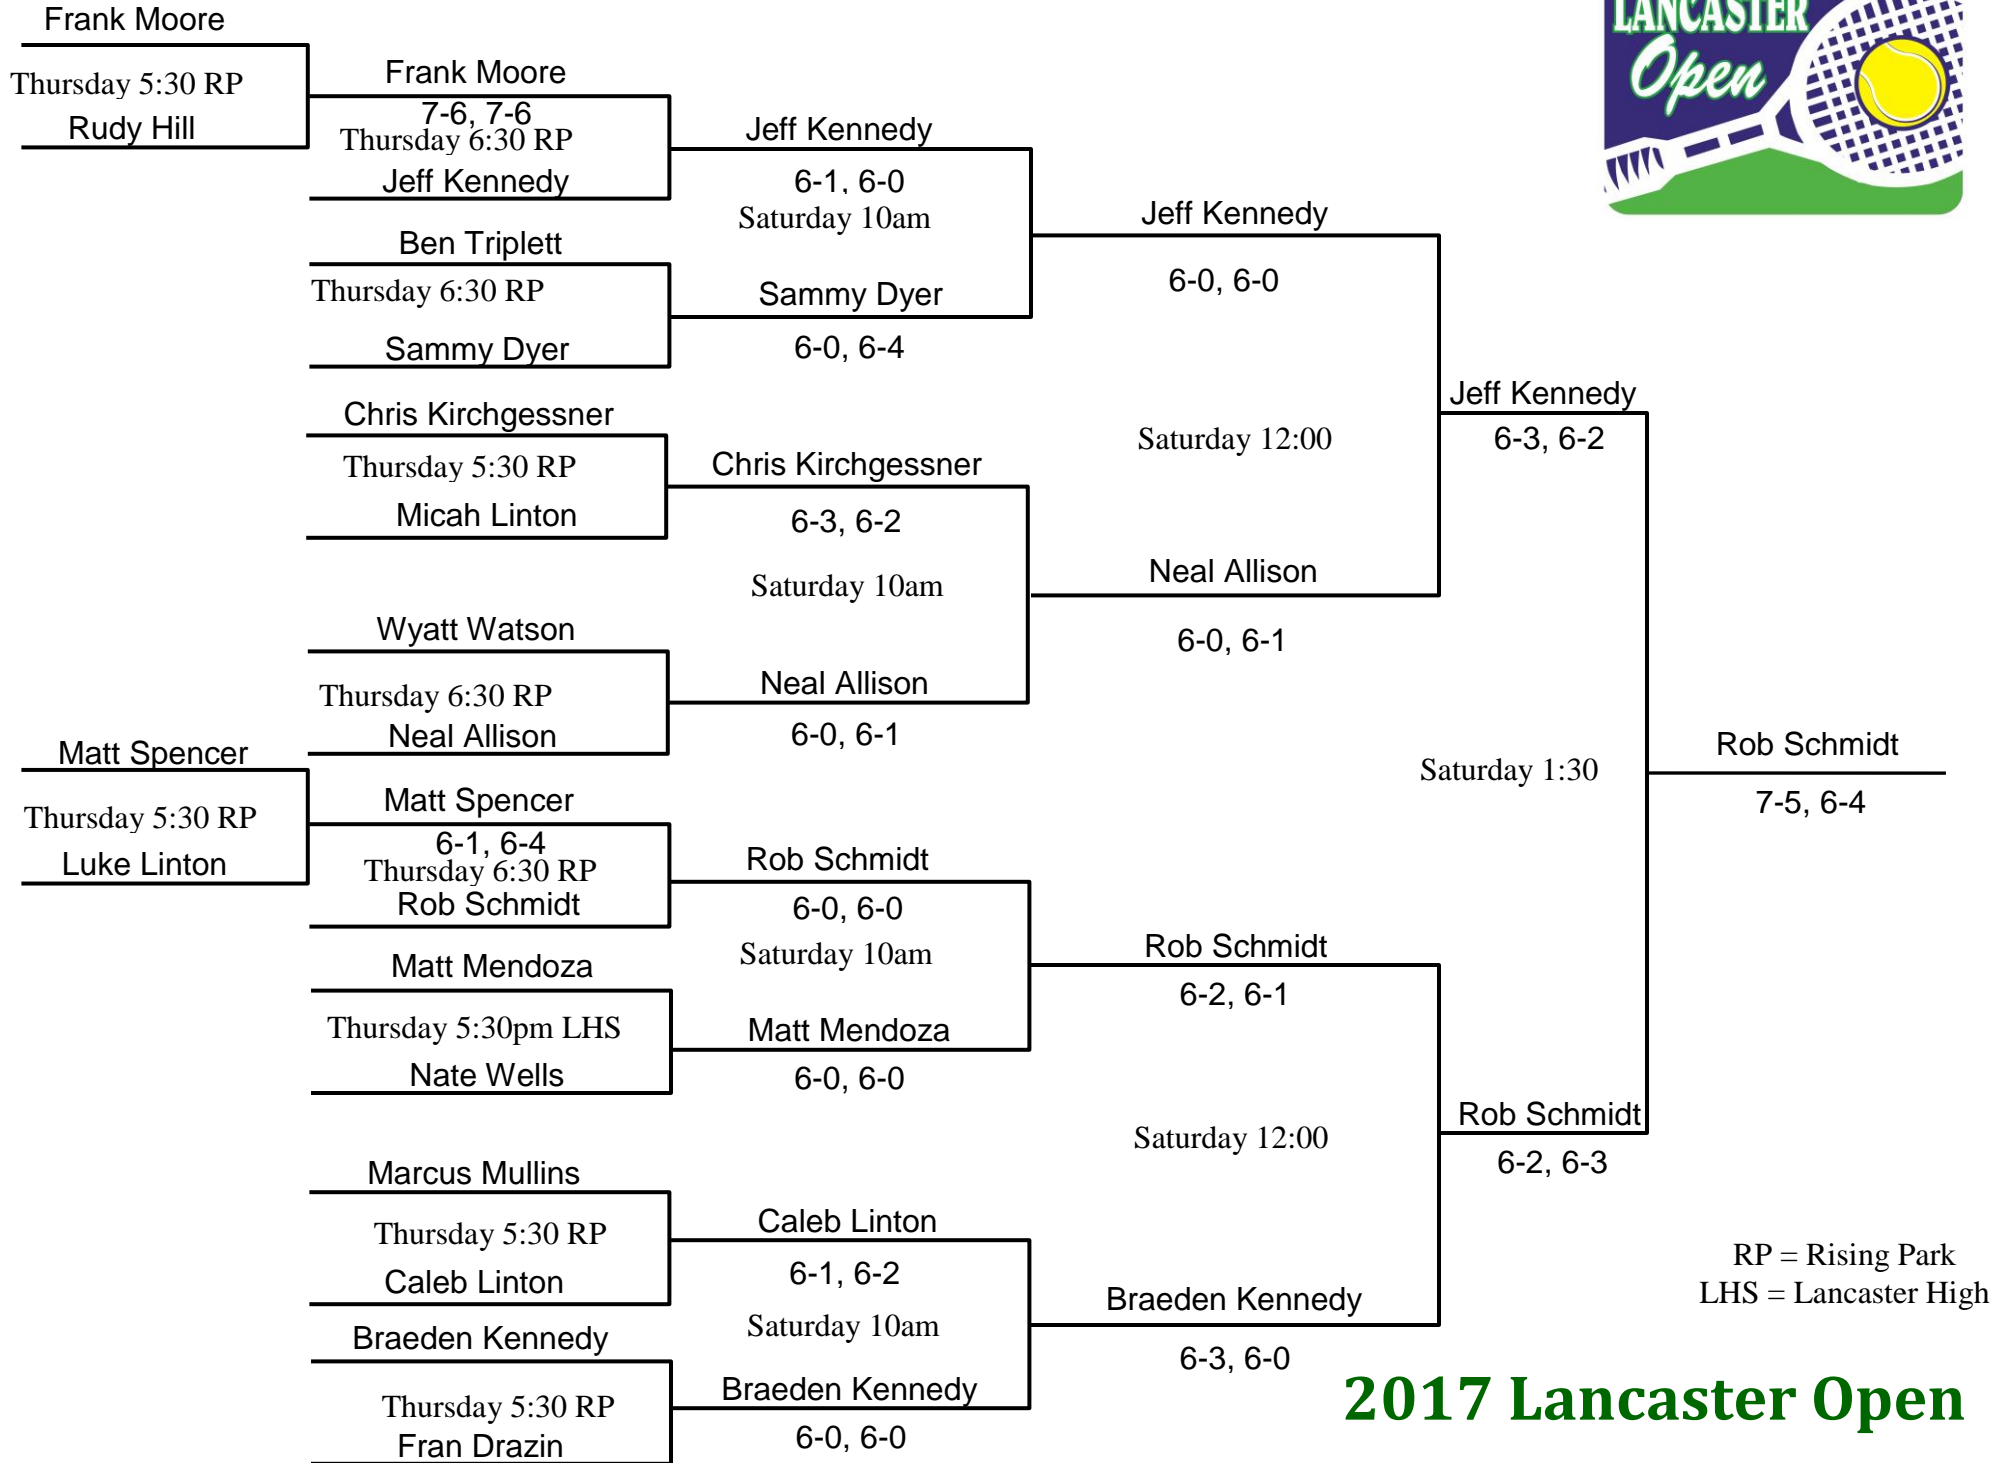 Frank Moore
Thursday 5:30 RP
Rudy Hill
Matt Spencer
Thursday 5:30 RP
Luke Linton
Frank Moore
7-6, 7-6
Thursday 6:30 RP
Jeff Kennedy
Ben Triplett
Thursday 6:30 RP
Sammy Dyer
Chris Kirchgessner
Thursday 5:30 RP
Micah Linton
Wyatt Watson
Thursday 6:30 RP
Neal Allison
Matt Spencer
6-1, 6-4
Thursday 6:30 RP
Rob Schmidt
Matt Mendoza
Thursday 5:30pm LHS
Nate Wells
Marcus Mullins
Thursday 5:30 RP
Caleb Linton
Braeden Kennedy
Thursday 5:30 RP
Fran Drazin
Jeff Kennedy
6-1, 6-0
Saturday 10am
Sammy Dyer
6-0, 6-4
Chris Kirchgessner
6-3, 6-2
Saturday 10am
Neal Allison
6-0, 6-1
Rob Schmidt
6-0, 6-0
Saturday 10am
Matt Mendoza
6-0, 6-0
Caleb Linton
6-1, 6-2
Saturday 10am
Braeden Kennedy
6-0, 6-0
Jeff Kennedy
6-0, 6-0
Saturday 12:00
Neal Allison
6-0, 6-1
Rob Schmidt
6-2, 6-1
Saturday 12:00
Braeden Kennedy
6-3, 6-0
Jeff Kennedy
6-3, 6-2
Saturday 1:30
Rob Schmidt
6-2, 6-3
Rob Schmidt
7-5, 6-4
LANCASTER
Open
RP = Rising Park
LHS = Lancaster High
2017 Lancaster Open